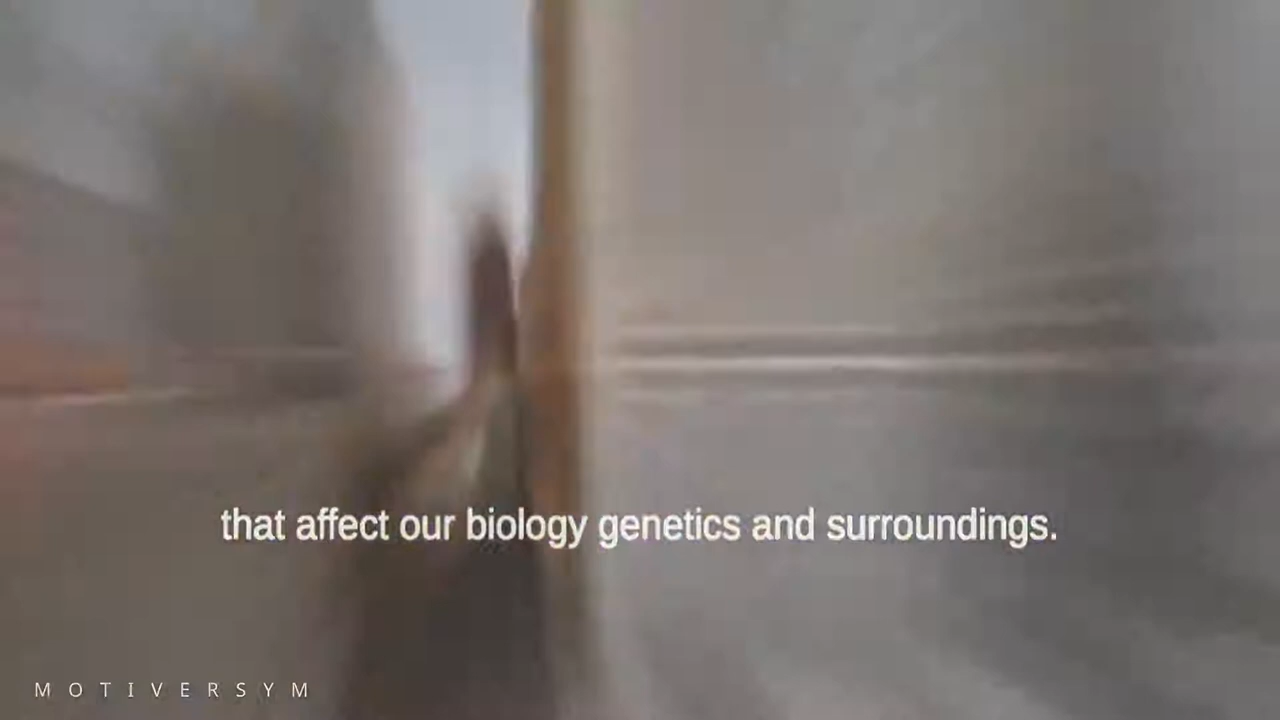 that affect our biology genetics and surroundings.
M O T I V E R S Y M